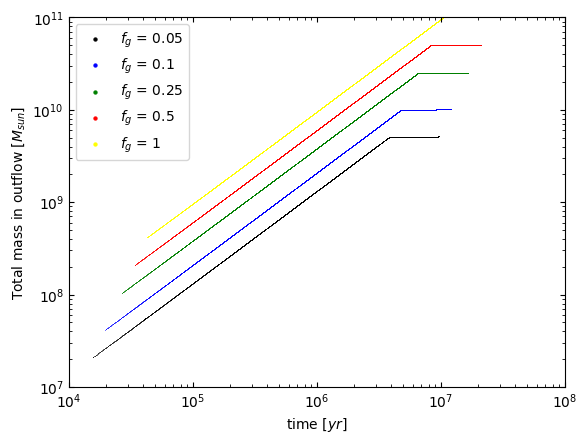 10^11
10^10
10^9
10^8
10^7
Total mass in outflow [M_sun]
f_g = 0.05
f_g = 0.1
f_g = 0.25
f_g = 0.5
f_g = 1
10^4 10^5 10^6 10^7 10^8
time [yr]